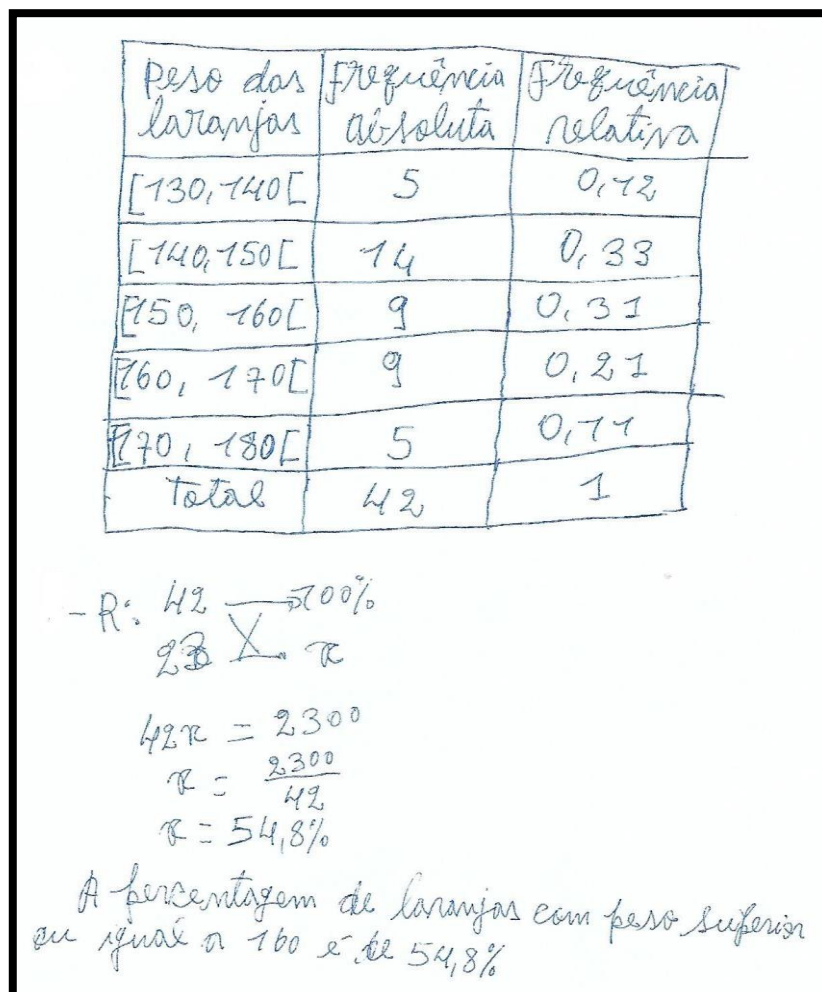 Peso das laranjas | Frequência absoluta | Frequência relativa
[130,140[ 5 0,12
[140,150[ 14 0,33
[150, 160[ 9 0,31
[160, 170[ 9 0,21
[170, 180[ 5 0,11
total 42 1
- R: 42 → 100%
23 x
42x = 2300
x = 2300/42
x = 54,8%
A percentagem de laranjas com peso superior
ou igual a 160 é de 54,8%